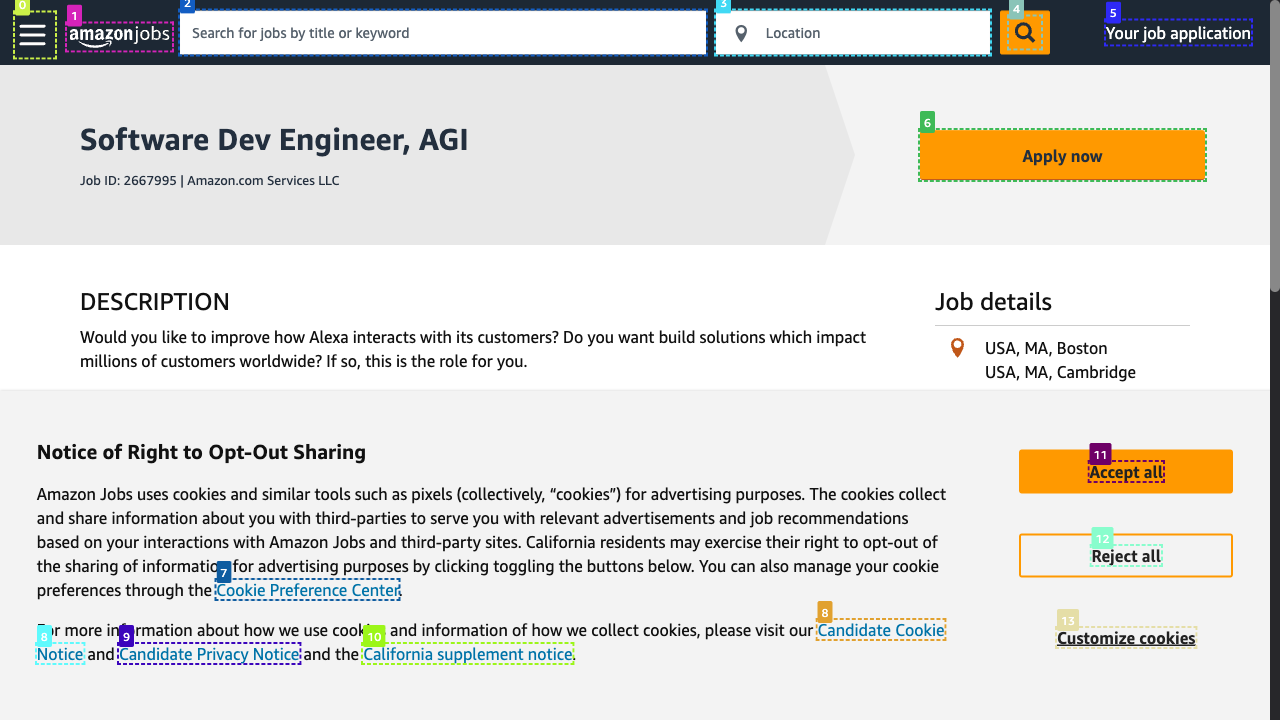 0
1
2
3
4
5
amazonjobs
Search for jobs by title or keyword
Location
Your job application
Software Dev Engineer, AGI
Job ID: 2667995 | Amazon.com Services LLC
6
Apply now
DESCRIPTION
Would you like to improve how Alexa interacts with its customers? Do you want build solutions which impact
millions of customers worldwide? If so, this is the role for you.
Job details
USA, MA, Boston
USA, MA, Cambridge
Notice of Right to Opt-Out Sharing
Amazon Jobs uses cookies and similar tools such as pixels (collectively, “cookies”) for advertising purposes. The cookies collect
and share information about you with third-parties to serve you with relevant advertisements and job recommendations
based on your interactions with Amazon Jobs and third-party sites. California residents may exercise their right to opt-out of
the sharing of information for advertising purposes by clicking toggling the buttons below. You can also manage your cookie
7
preferences through the Cookie Preference Center.
8
For more information about how we use cookies and information of how we collect cookies, please visit our Candidate Cookie
8
9
10
Notice and Candidate Privacy Notice and the California supplement notice.
11
Accept all
12
Reject all
13
Customize cookies